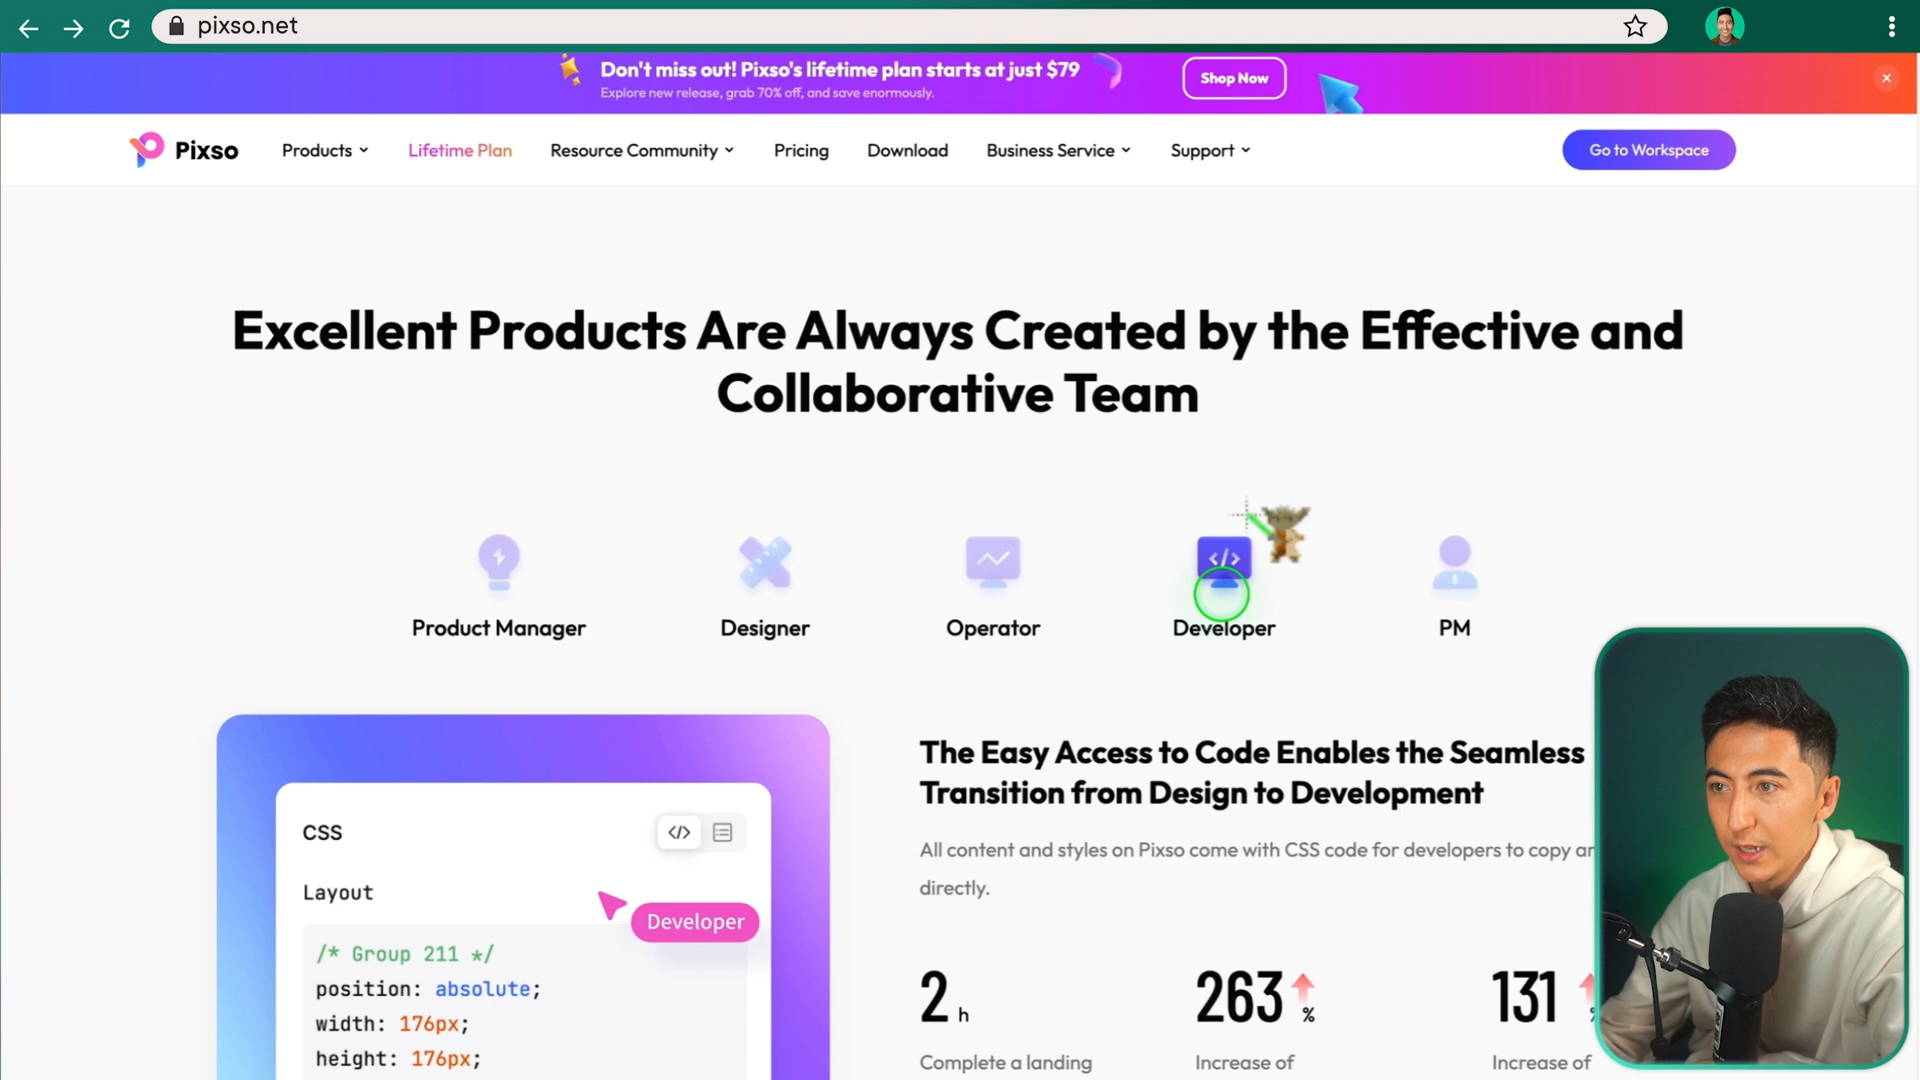 pixso.net
Don't miss out! Pixso's lifetime plan starts at just $79
Explore new release, grab 70% off, and save enormously.
Shop Now
Pixso
Products
Lifetime Plan
Resource Community
Pricing
Download
Business Service
Support
Go to Workspace
Excellent Products Are Always Created by the Effective and
Collaborative Team
Product Manager
Designer
Operator
Developer
PM
CSS
Layout
Developer
/* Group 211 */
position: absolute;
width: 176px;
height: 176px;
The Easy Access to Code Enables the Seamless
Transition from Design to Development
All content and styles on Pixso come with CSS code for developers to copy
directly.
2 h
263 %
131
Complete a landing
Increase of
Increase of